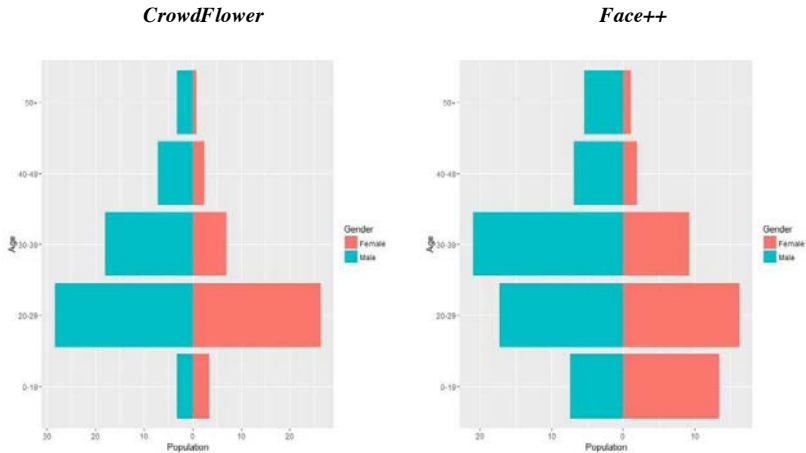 CrowdFlower
Face++
50+
40-49
30-39
20-29
0-19
Age
30
20
10
0
10
20
Population
Gender
Female
Male
50+
40-49
30-39
20-29
0-19
Age
20
10
0
10
Population
Gender
Female
Male